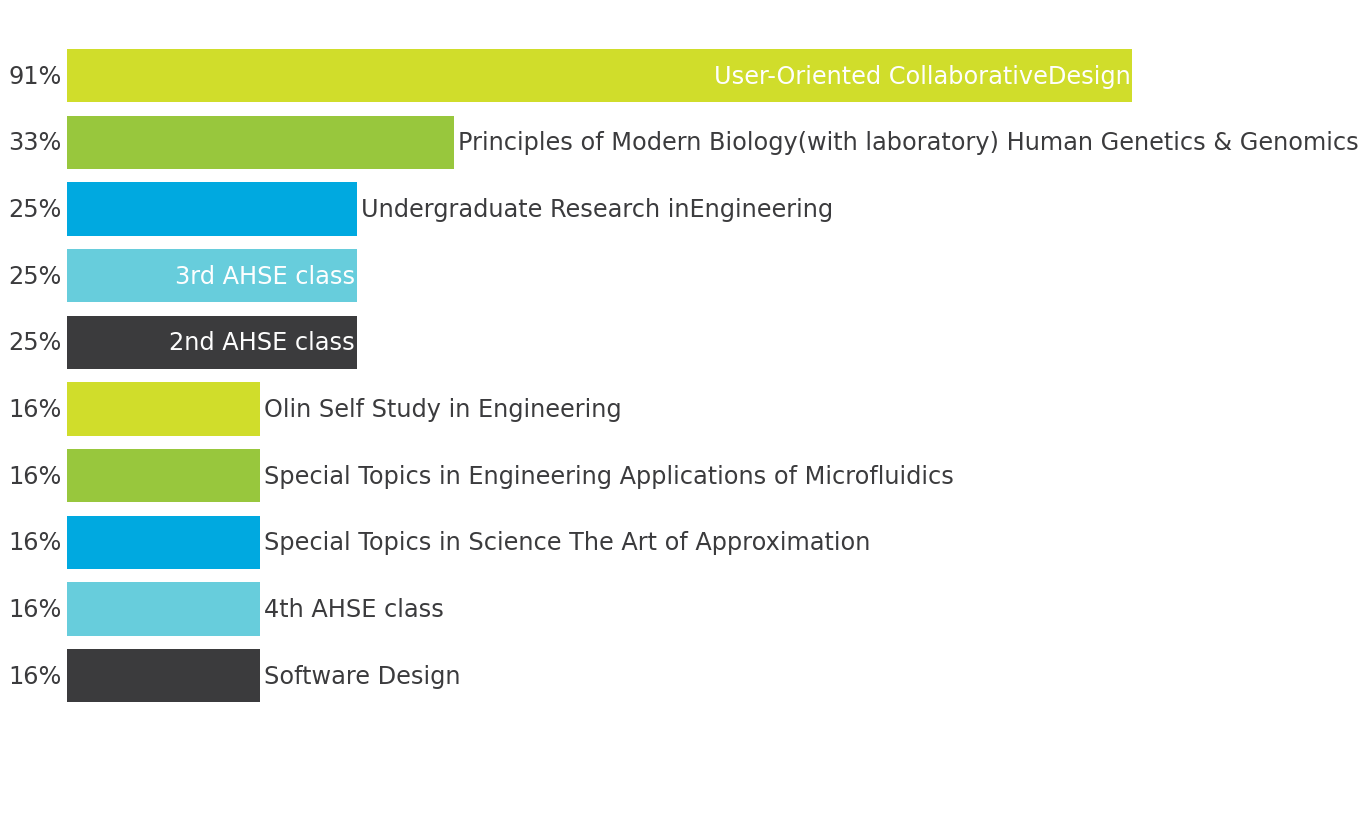 91% User-Oriented CollaborativeDesign
33% Principles of Modern Biology(with laboratory) Human Genetics & Genomics
25% Undergraduate Research inEngineering
25% 3rd AHSE class
25% 2nd AHSE class
16% Olin Self Study in Engineering
16% Special Topics in Engineering Applications of Microfluidics
16% Special Topics in Science The Art of Approximation
16% 4th AHSE class
16% Software Design